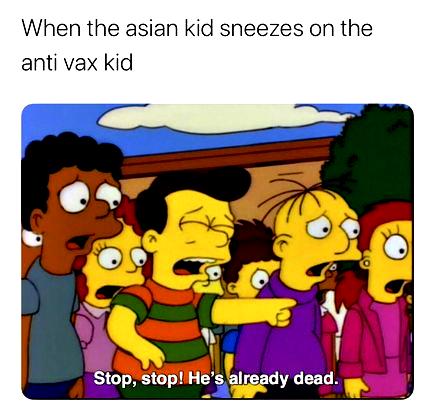 When the asian kid sneezes on the
anti vax kid
Stop, stop! He's already dead.